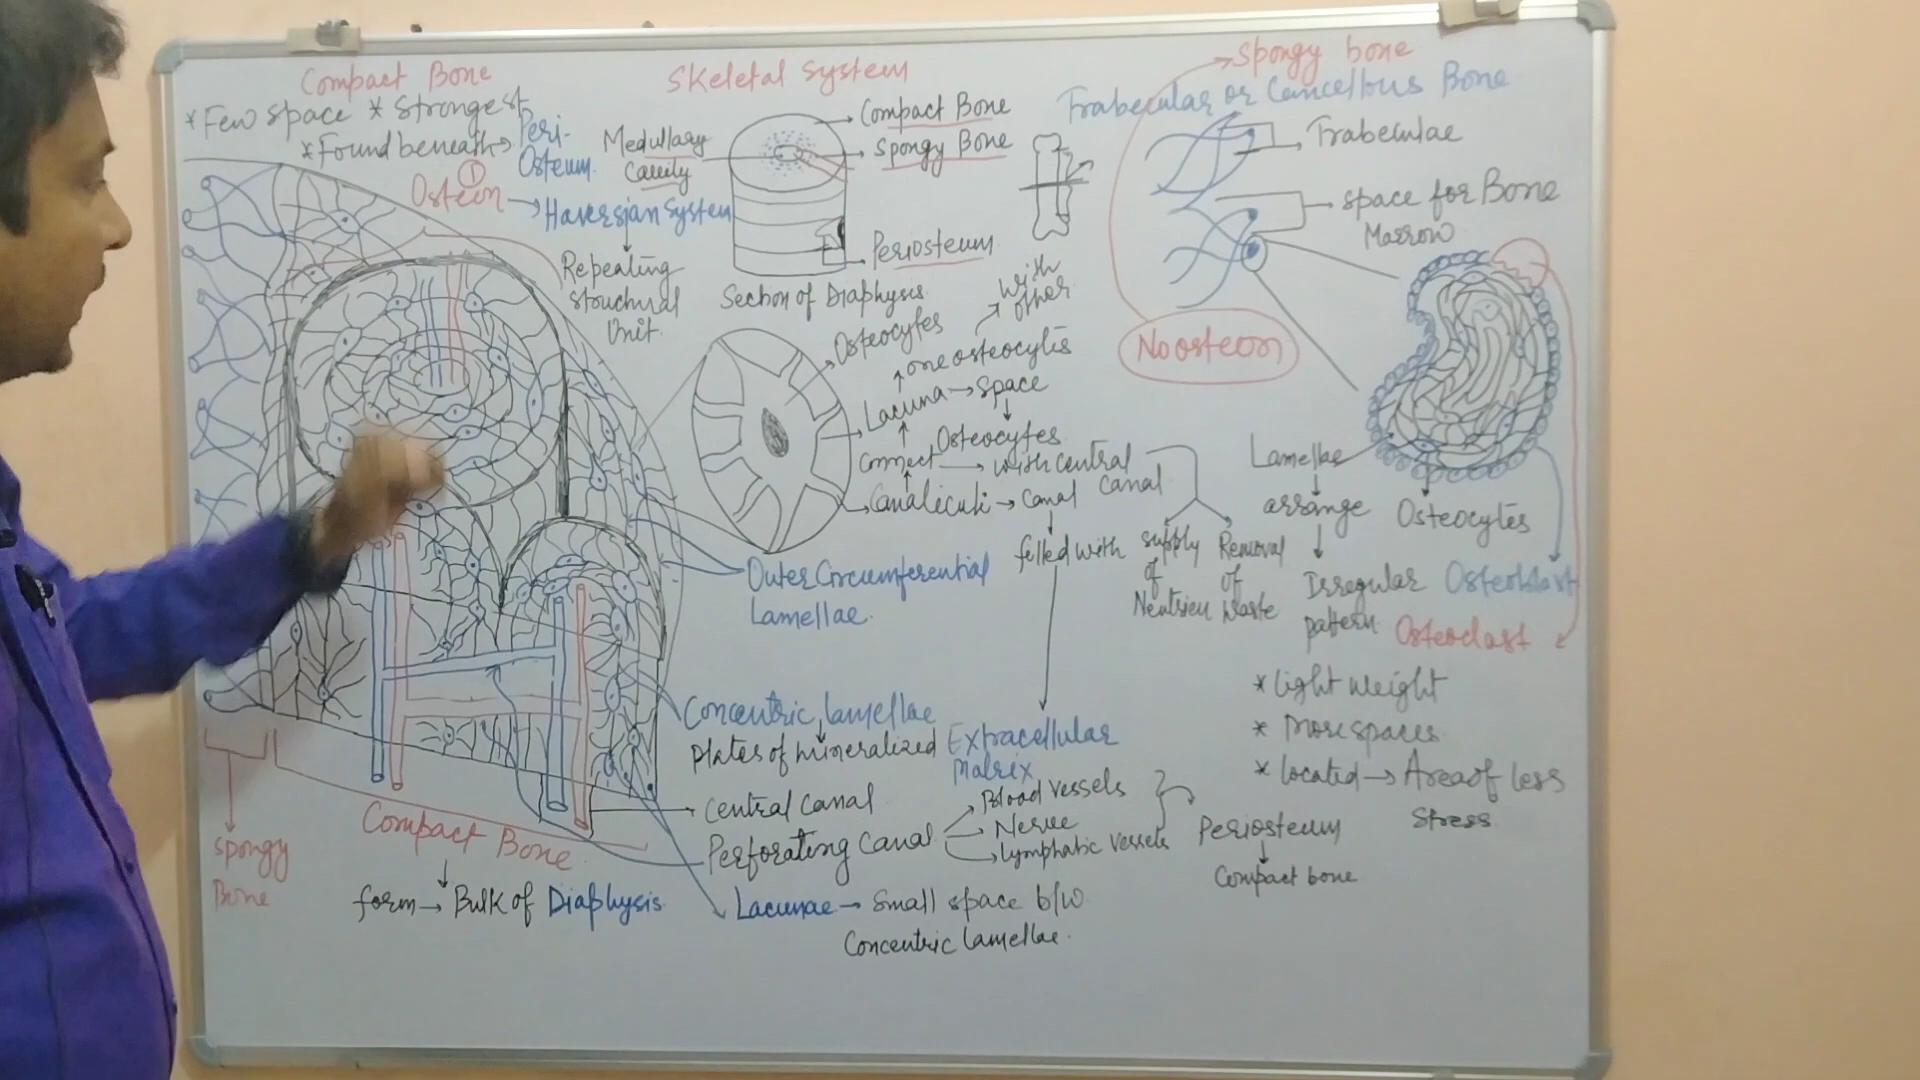 Compact Bone
* Few space * Strongest
* Found beneath → Peri-
Osteum.
①
Osteon → Haversian System
Repeating
structural
Unit.
Skeletal System
Compact Bone
Spongy Bone
Medullary
Cavity
Periosteum
Section of Diaphysis
Spongy bone
Trabecular or Cancellous Bone
Trabeculae
space for Bone
Marrow
No osteon
Osteocytes
with
other
one osteocytes
Lacuna → Space
Osteocytes
Connect → with central
canal
Canaliculi → Canal
filled with
supply
of
Neutrien
Removal
of
Waste
Extracellular
Matrix
Lamellae
arrange
Irregular
pattern
Osteocytes
Osteoblast
Osteoclast
* light weight
* More spaces
* located → Area of less
Stress
Outer Circumferential
Lamellae.
Concentric lamellae
Plates of mineralized
Central Canal
Perforating Canal
Blood vessels
Nerve
lymphatic vessels
Periosteum
Compact bone
Lacunae → Small space b/w
Concentric lamellae.
Spongy
Bone
Compact Bone
form → Bulk of Diaphysis.